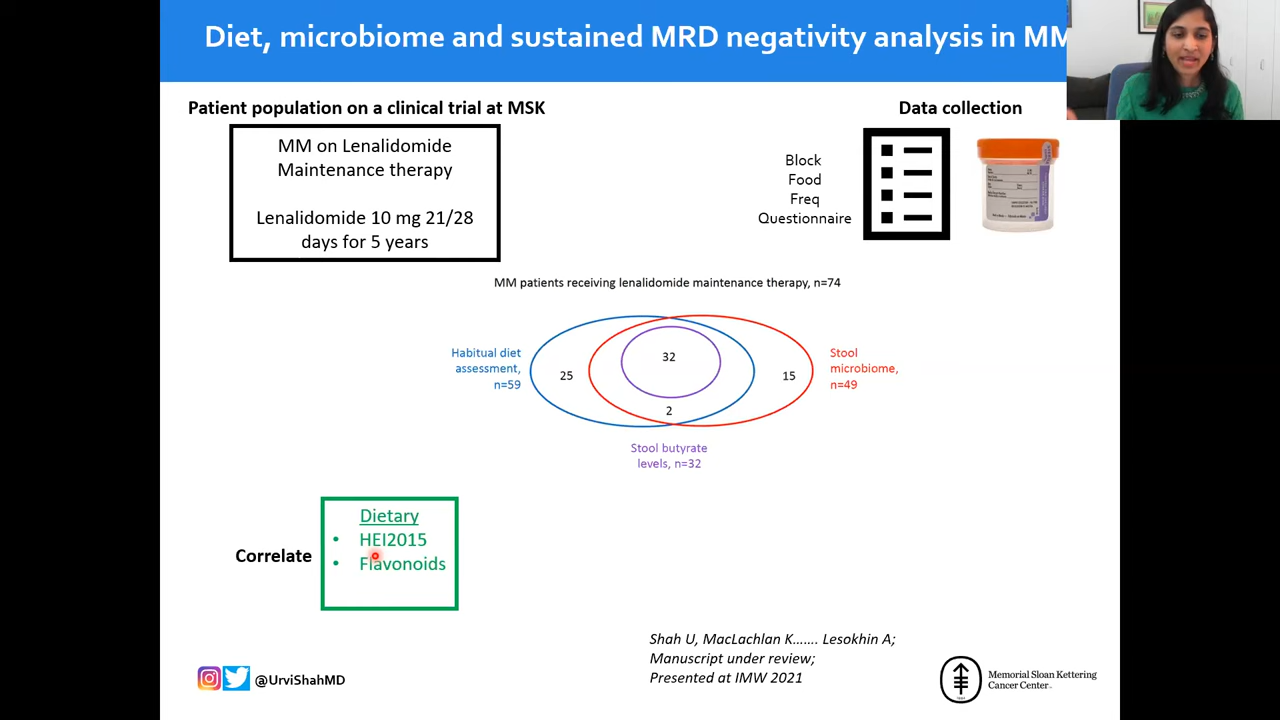 Diet, microbiome and sustained MRD negativity analysis in MM
Patient population on a clinical trial at MSK
MM on Lenalidomide
Maintenance therapy
Lenalidomide 10 mg 21/28
days for 5 years
Data collection
Block
Food
Freq
Questionnaire
MM patients receiving lenalidomide maintenance therapy, n=74
Habitual diet
assessment,
n=59
25
32
2
15
Stool
microbiome,
n=49
Stool butyrate
levels, n=32
Correlate
Dietary
• HEI2015
• Flavonoids
Shah U, MacLachlan K....... Lesokhin A;
Manuscript under review;
Presented at IMW 2021
@UrviShahMD
Memorial Sloan Kettering
Cancer Center